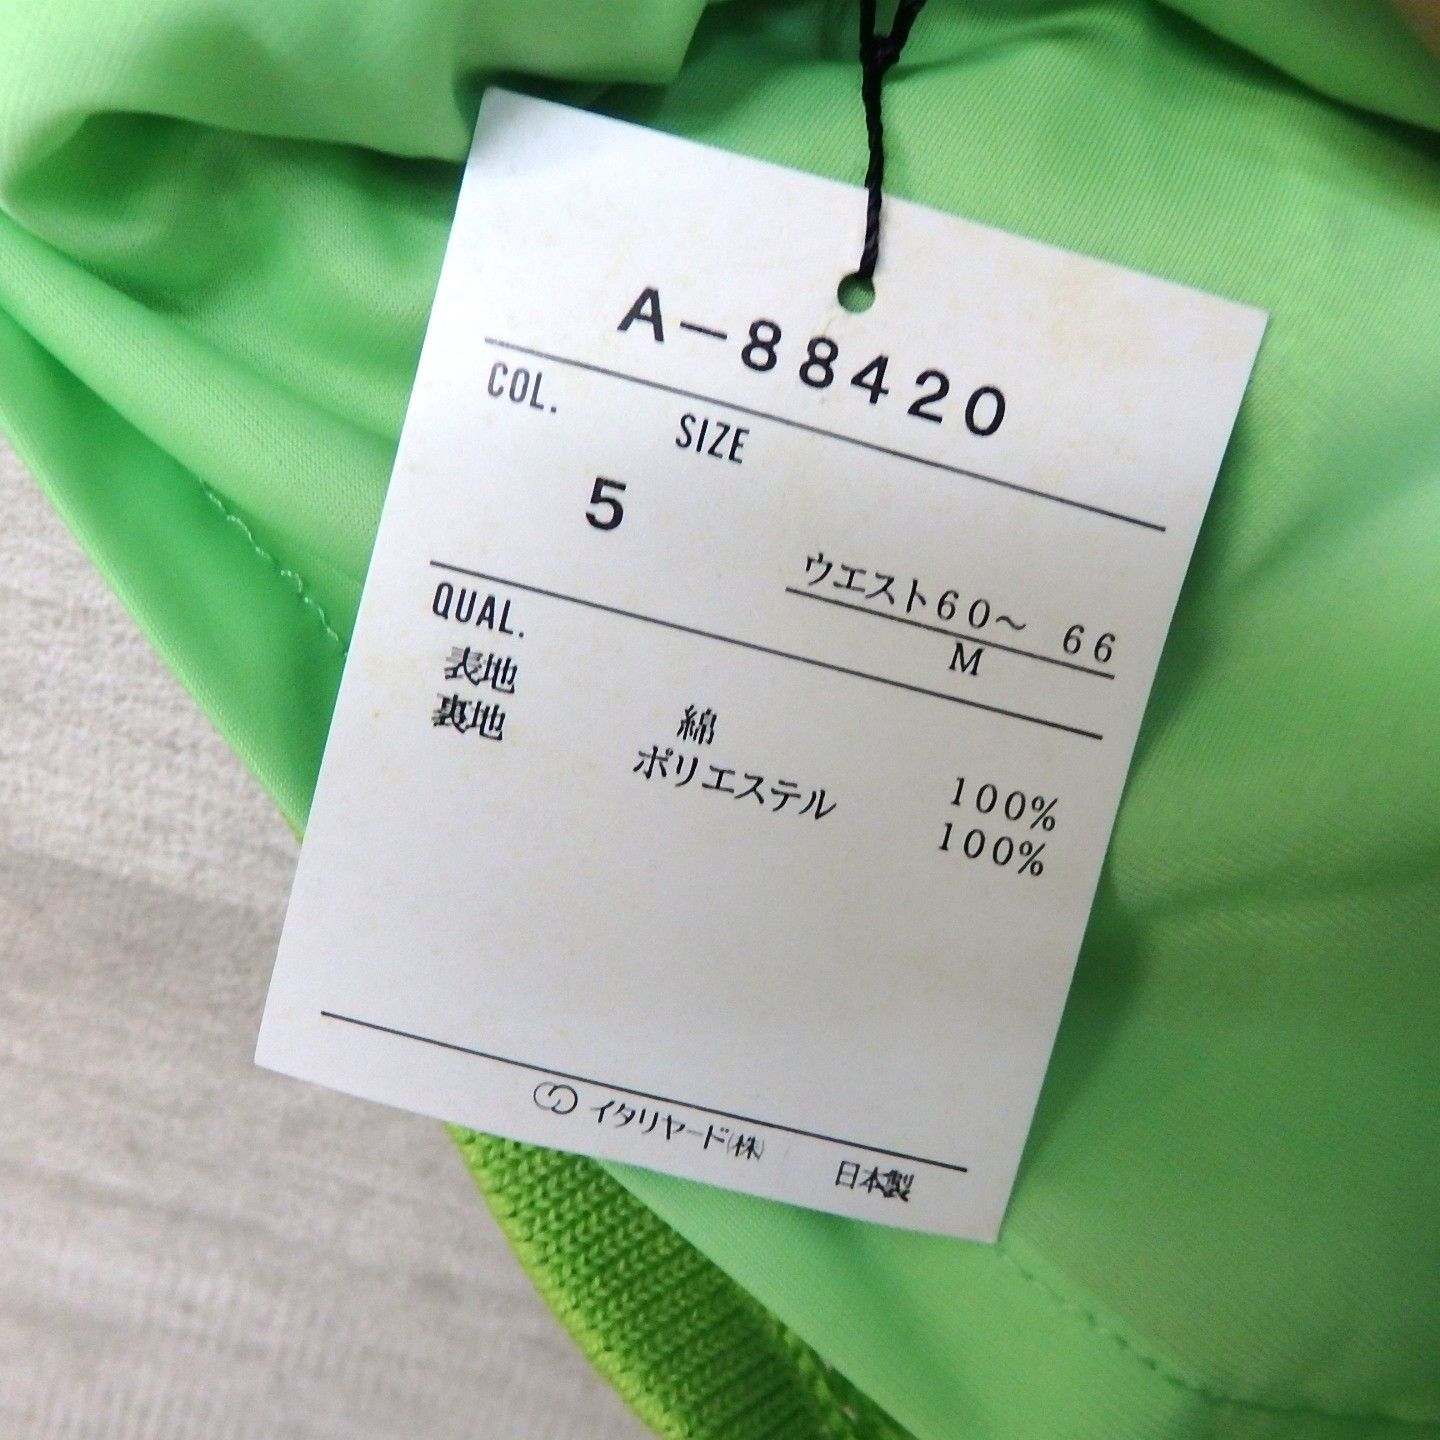 A-88420
COL. SIZE
5
ウエスト60～ 66
M
QUAL.
表地 綿 100%
裏地 ポリエステル 100%
イタリヤード(株) 日本製